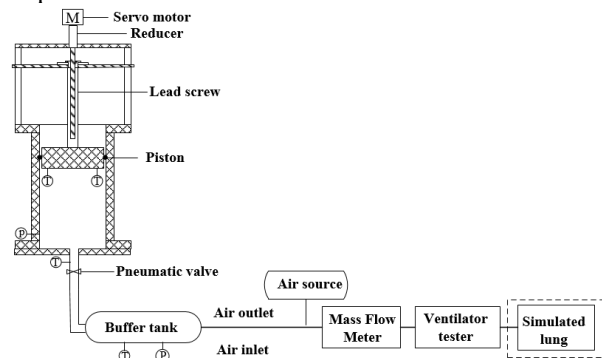 M
Servo motor
Reducer
Lead screw
Piston
T
T
P
T
Pneumatic valve
Air source
Buffer tank
Air outlet
Air inlet
Mass Flow
Meter
Ventilator
tester
Simulated
lung
T
P